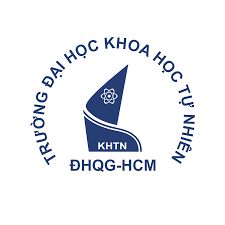 TRƯỜNG ĐẠI HỌC KHOA HỌC TỰ NHIÊN
KHTN
ĐHQG-HCM